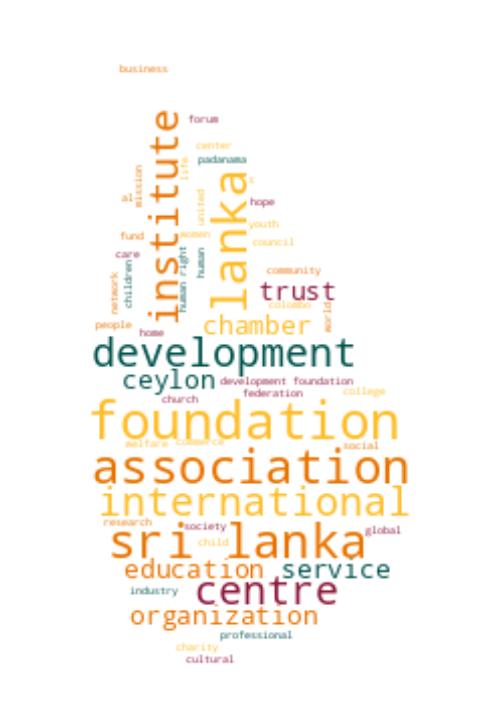 business
institute
forum
center
padanama
life
mission
al
lanka
s
united
hope
youth
women
fund
council
care
human
human right
children
network
community
trust
colombo
world
people
chamber
home
development
ceylon
development foundation
federation
college
church
foundation
welfare
commerce
social
association
international
research
society
global
sri lanka
child
education
service
industry
centre
organization
professional
charity
cultural